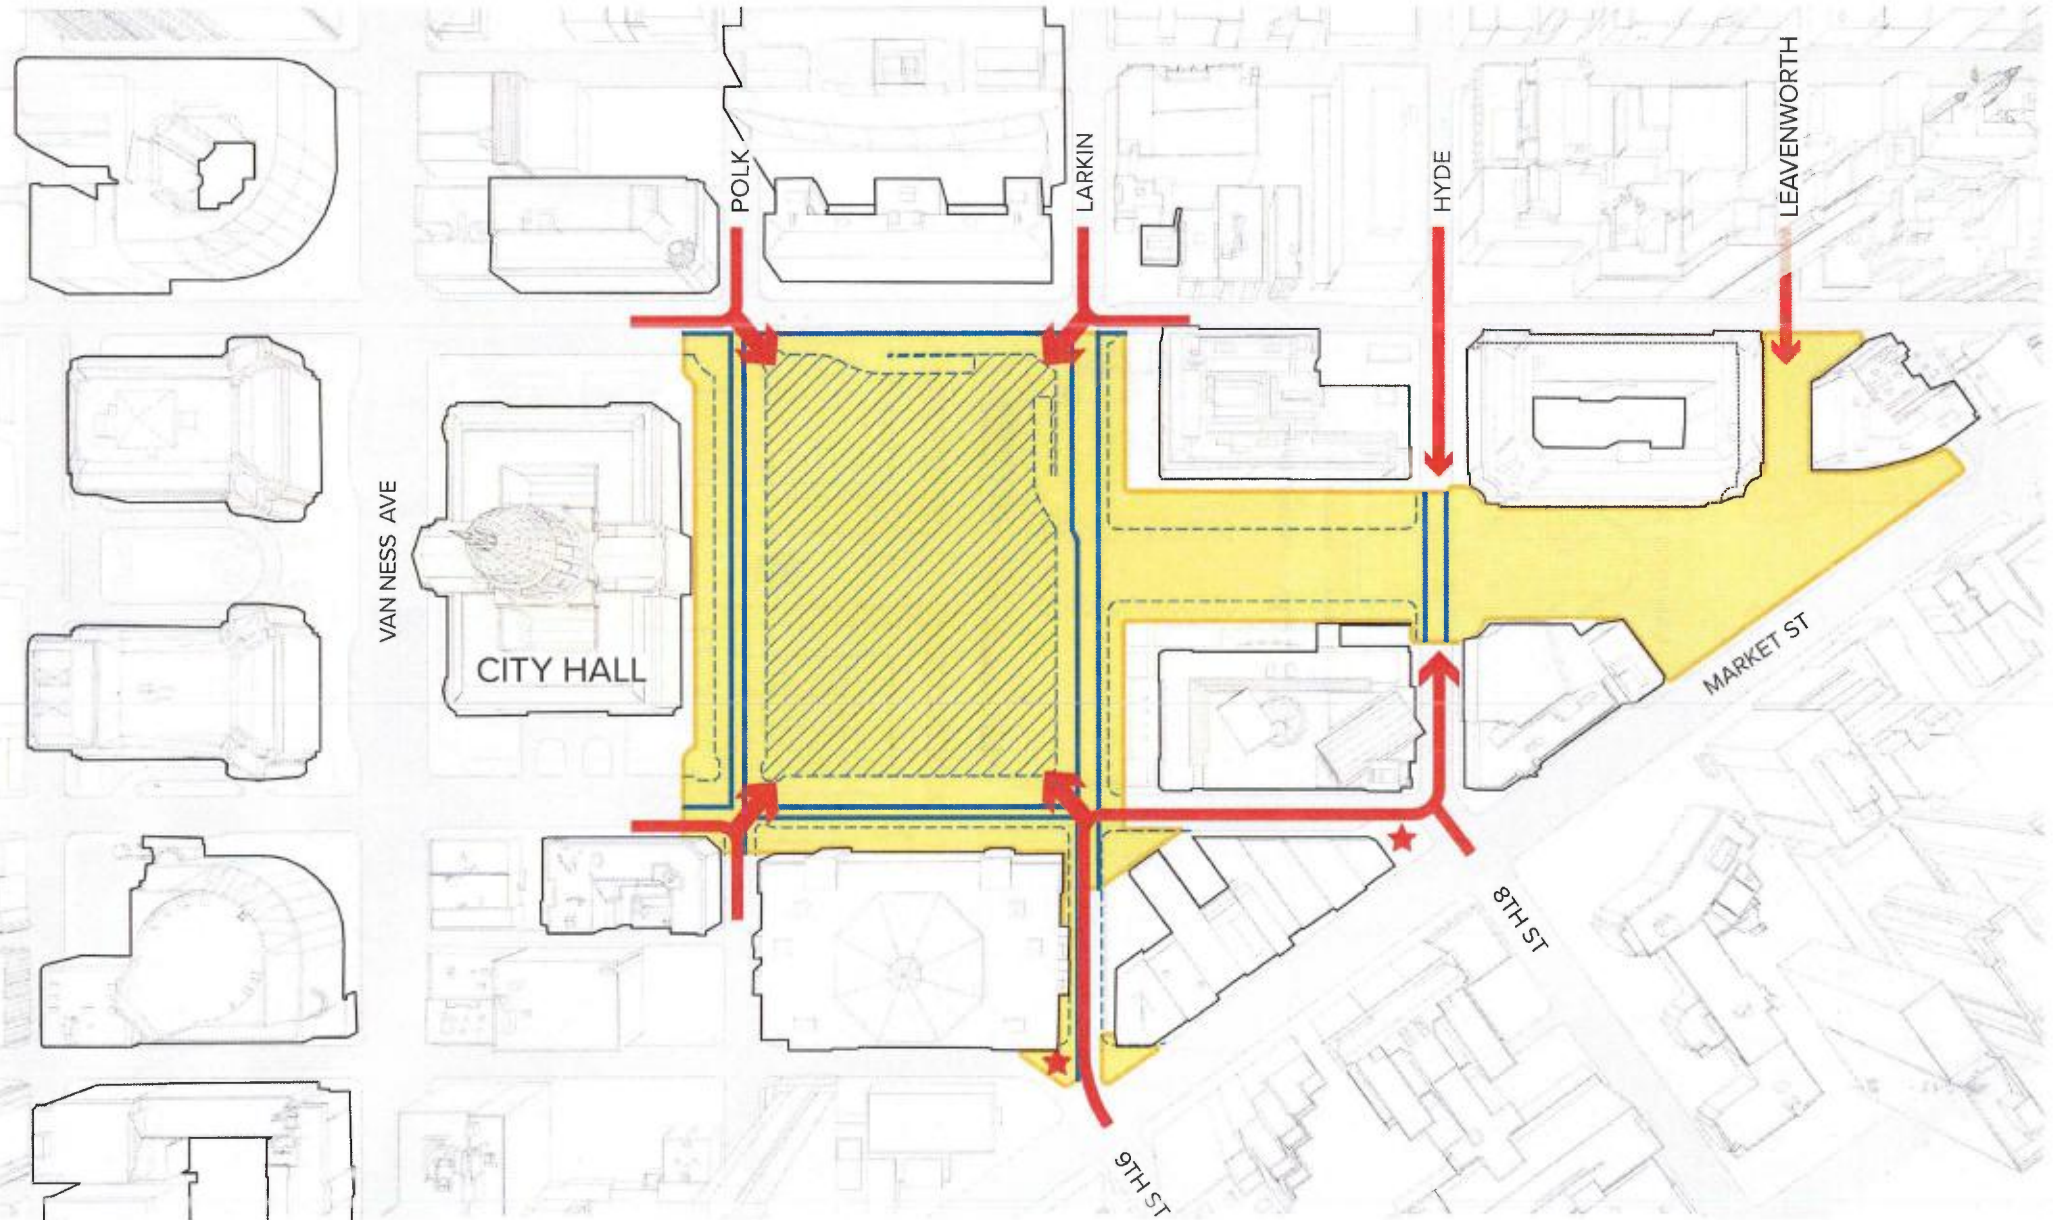 LEAVENWORTH
LARKIN
POLK
HYDE
VAN NESS AVE
CITY HALL
MARKET ST
8TH ST
9TH ST